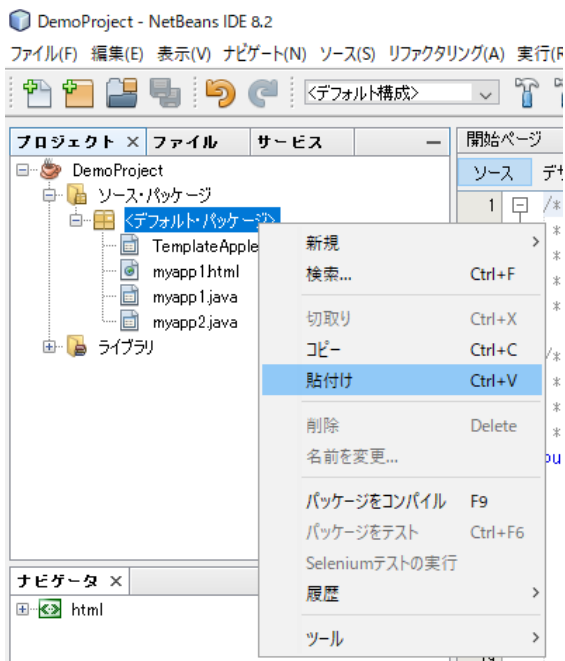 DemoProject - NetBeans IDE 8.2
ファイル(F) 編集(E) 表示(V) ナビゲート(N) ソース(S) リファクタリング(A) 実行(R
<デフォルト構成>
プロジェクト × ファイル サービス
開始ページ
DemoProject
ソース
ソース・パッケージ
1 /*
<デフォルト・パッケージ>
TemplateApple
myapp1.html
myapp1.java
myapp2.java
ライブラリ
新規
検索... Ctrl+F
切取り Ctrl+X
コピー Ctrl+C
貼付け Ctrl+V
削除 Delete
名前を変更...
パッケージをコンパイル F9
パッケージをテスト Ctrl+F6
Seleniumテストの実行
履歴
ツール
*
*
*
*
/*
*
*
*
ou
ナビゲータ ×
html